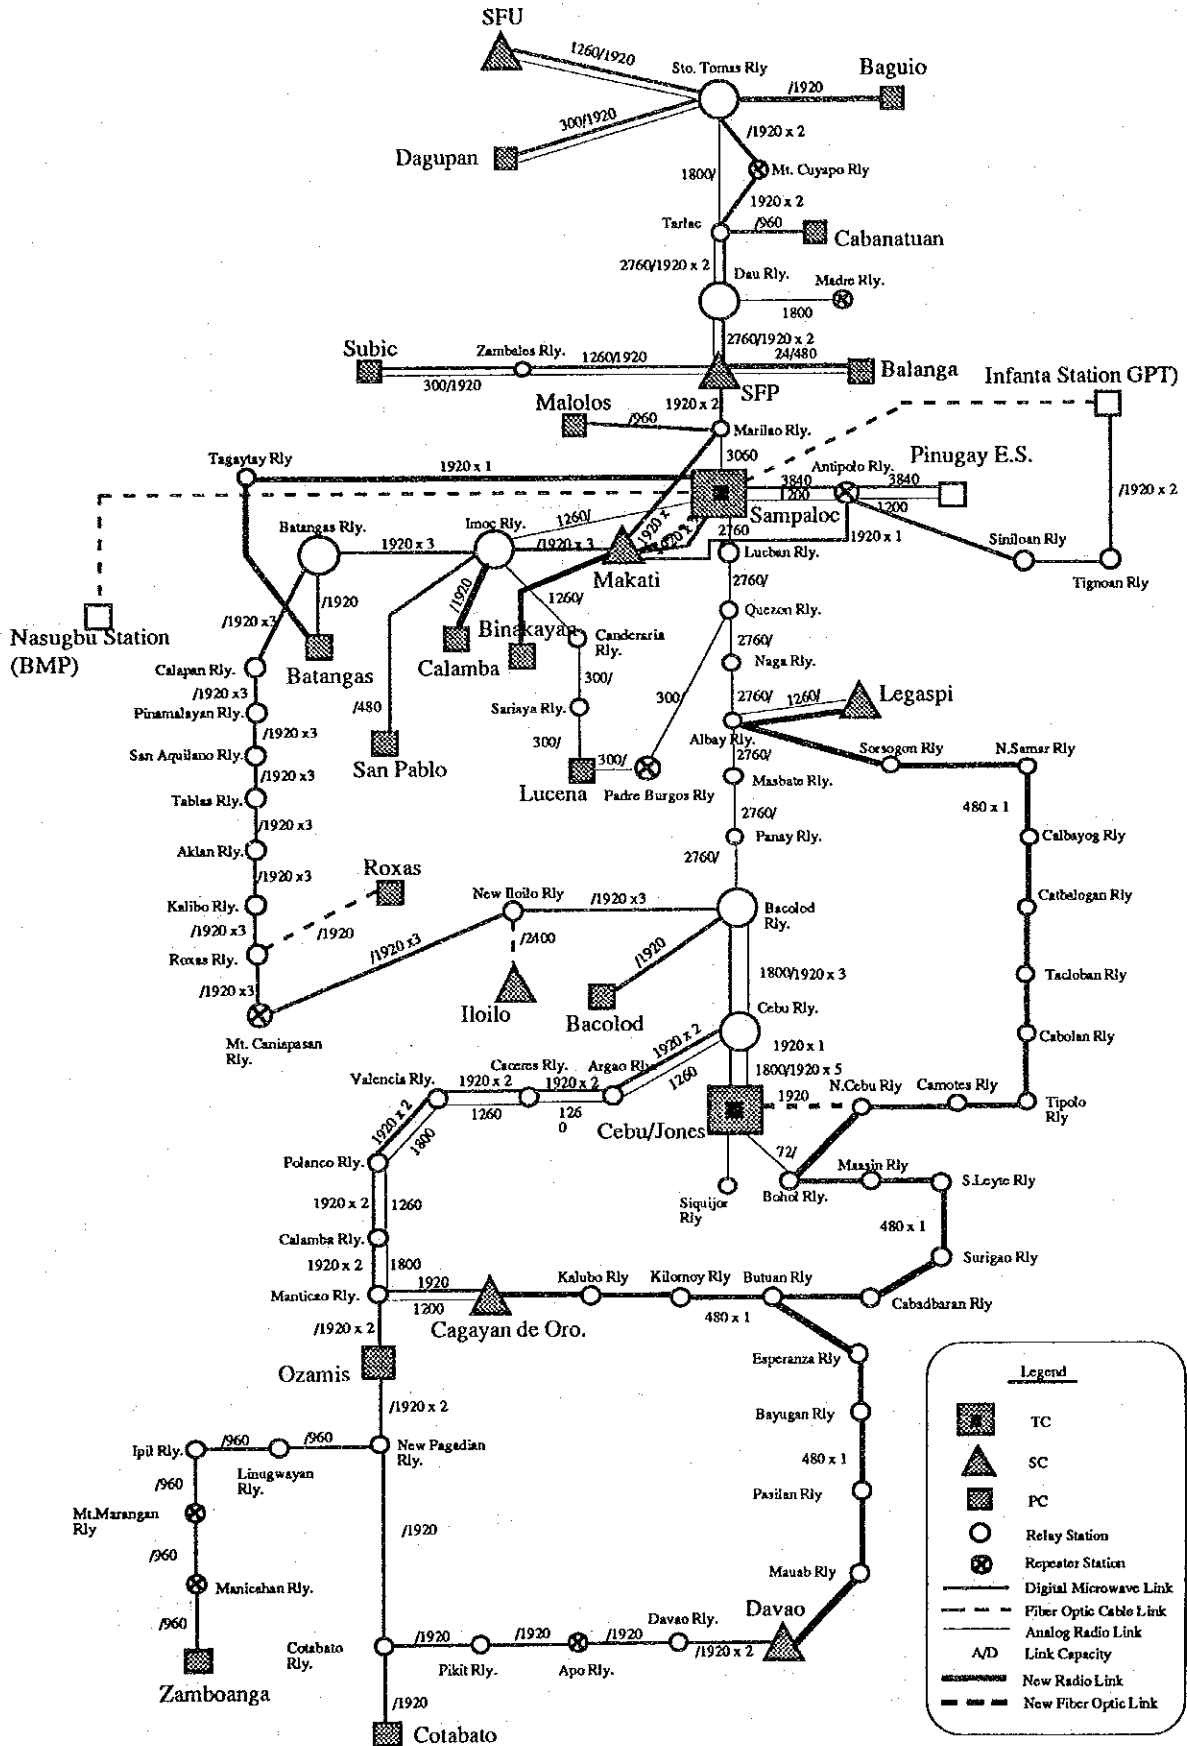 SFU
1260/1920
Sto. Tomas Rly
Baguio
/1920
300/1920
Dagupan
/1920 x 2
1800/
Mt. Cuyapo Rly
1920 x 2
Tarlac
/960
Cabanatuan
2760/1920 x 2
Dau Rly.
Madre Rly.
1800
2760/1920 x 2
Subic
Zambales Rly.
1260/1920
24/480
Balanga
300/1920
SFP
Infanta Station GPT)
Malolos
1920 x 2
/960
Marilao Rly.
3060
Tagaytay Rly
1920 x 1
Antipolo Rly.
Pinugay E.S.
3840
3840
1200
1200
Sampaloc
/1920 x 2
Batangas Rly.
Imoc Rly.
1260/
1920 x
1920 x
2760
1920 x 1
Siniloan Rly
1920 x 3
/1920 x 3
Lucban Rly.
Makati
Tignoan Rly
/1920
/1920
1260/
2760/
Nasugbu Station
(BMP)
/1920 x3
Quezon Rly.
Binakayan
Canderaria
Rly.
2760/
Calapan Rly.
Batangas
Calamba
Naga Rly.
/1920 x3
300/
300/
2760/
1260/
Legaspi
Pinamalayan Rly.
/480
Sariaya Rly.
/1920 x3
Albay Rly.
Sorsogon Rly
N.Samar Rly
San Aquilano Rly.
San Pablo
300/
300/
2760/
/1920 x3
Lucena
Padre Burgos Rly
Masbate Rly.
Tablas Rly.
2760/
480 x 1
/1920 x3
Panay Rly.
Calbayog Rly
Aklan Rly.
2760/
/1920 x3
Roxas
New Iloilo Rly
/1920 x3
Catbalogan Rly
Kalibo Rly.
Bacolod
Rly.
/1920 x3
/1920
/2400
/1920
Roxas Rly.
/1920 x3
/1920 x3
1800/1920 x 3
Tacloban Rly
Iloilo
Bacolod
Cebu Rly.
Mt. Caniapasan
Rly.
1920 x 2
1920 x 1
Cabolan Rly
Valencia Rly.
Caceres Rly.
Argao Rly.
1260
1800/1920 x 5
1920 x 2
1920 x 2
1920
N.Cebu Rly
Camotes Rly
1260
126
0
Tipolo
Rly
1920 x 2
1800
Cebu/Jones
Polanco Rly.
72/
Maasin Rly
S.Leyte Rly
1920 x 2
1260
Siquijor
Rly
Bohol Rly.
480 x 1
Calamba Rly.
Surigao Rly
1920 x 2
1800
1920
Kalubo Rly
Kilornoy Rly
Butuan Rly
Manticao Rly.
1200
480 x 1
Cabadbaran Rly
/1920 x 2
Cagayan de Oro.
Esperanza Rly
Ozamis
/1920 x 2
Bayugan Rly
Ipil Rly.
/960
/960
New Pagadian
Rly.
Linugwayan
Rly.
480 x 1
/960
Mt.Marangan
Rly
Pasilan Rly
/1920
/960
Mauab Rly
Manicahan Rly.
Davao
/960
Davao Rly.
/1920
/1920
/1920
Cotabato
Rly.
Pikit Rly.
Apo Rly.
/1920 x 2
Zamboanga
/1920
Cotabato
Legend
TC
SC
PC
Relay Station
Repeater Station
Digital Microwave Link
Fiber Optic Cable Link
Analog Radio Link
A/D Link Capacity
New Radio Link
New Fiber Optic Link